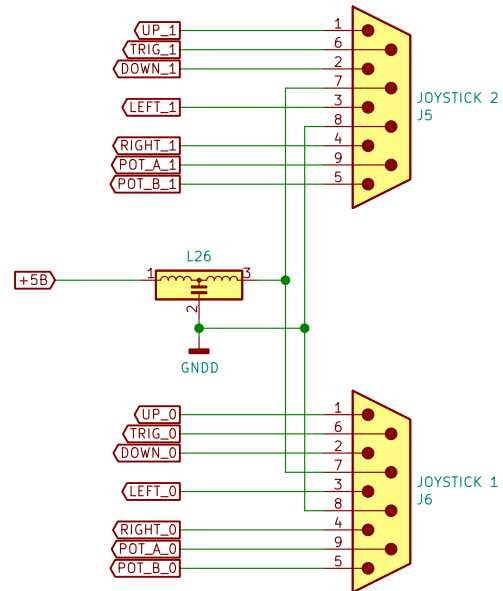 UP_1 1
TRIG_1 6
DOWN_1 2
7
LEFT_1 3
8
RIGHT_1 4
POT_A_1 9
POT_B_1 5
JOYSTICK 2
J5
L26
+5B 1 3
2
GNDD
UP_0 1
TRIG_0 6
DOWN_0 2
7
LEFT_0 3
8
RIGHT_0 4
POT_A_0 9
POT_B_0 5
JOYSTICK 1
J6